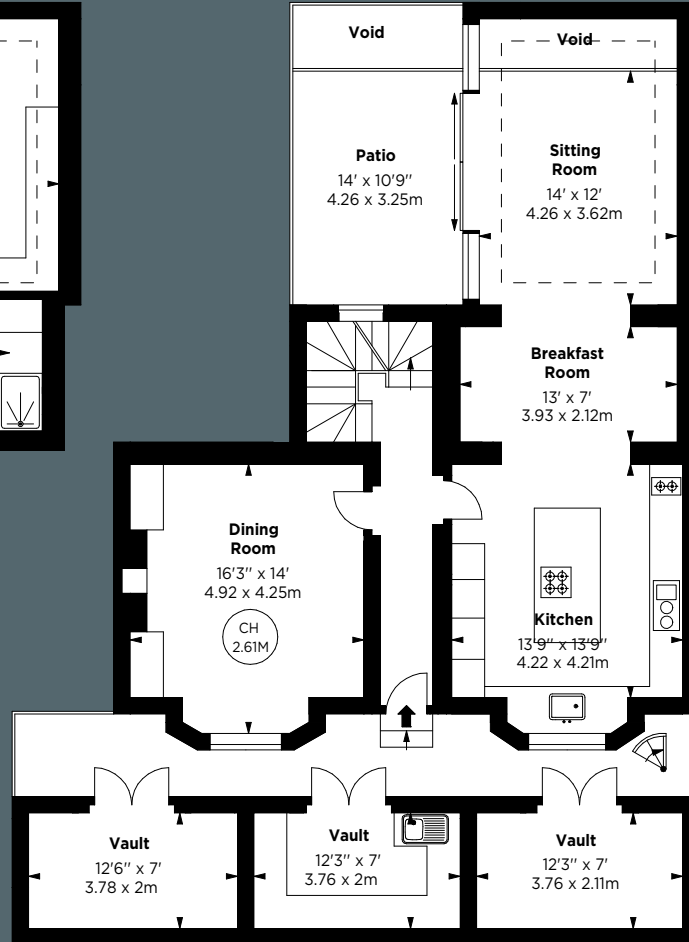 Void
Void
Patio
14' x 10'9''
4.26 x 3.25m
Sitting
Room
14' x 12'
4.26 x 3.62m
Breakfast
Room
13' x 7'
3.93 x 2.12m
Dining
Room
16'3'' x 14'
4.92 x 4.25m
CH
2.61M
Kitchen
13'9'' x 13'9''
4.22 x 4.21m
Vault
12'6'' x 7'
3.78 x 2m
Vault
12'3'' x 7'
3.76 x 2m
Vault
12'3'' x 7'
3.76 x 2.11m